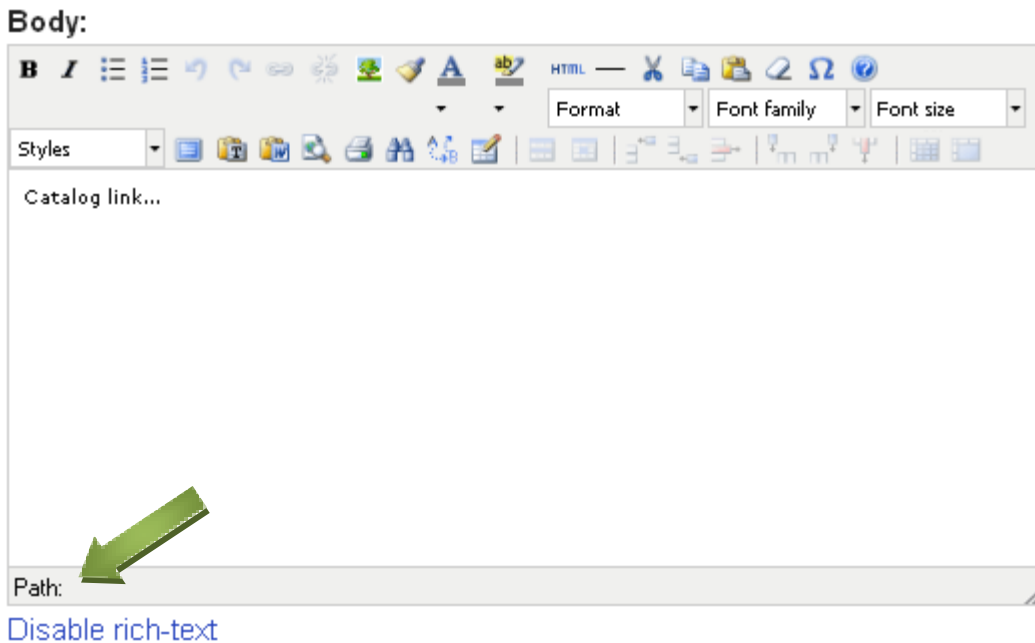 Body:
B I HTML
Format Font family Font size
Styles
Catalog link...
Path:
Disable rich-text